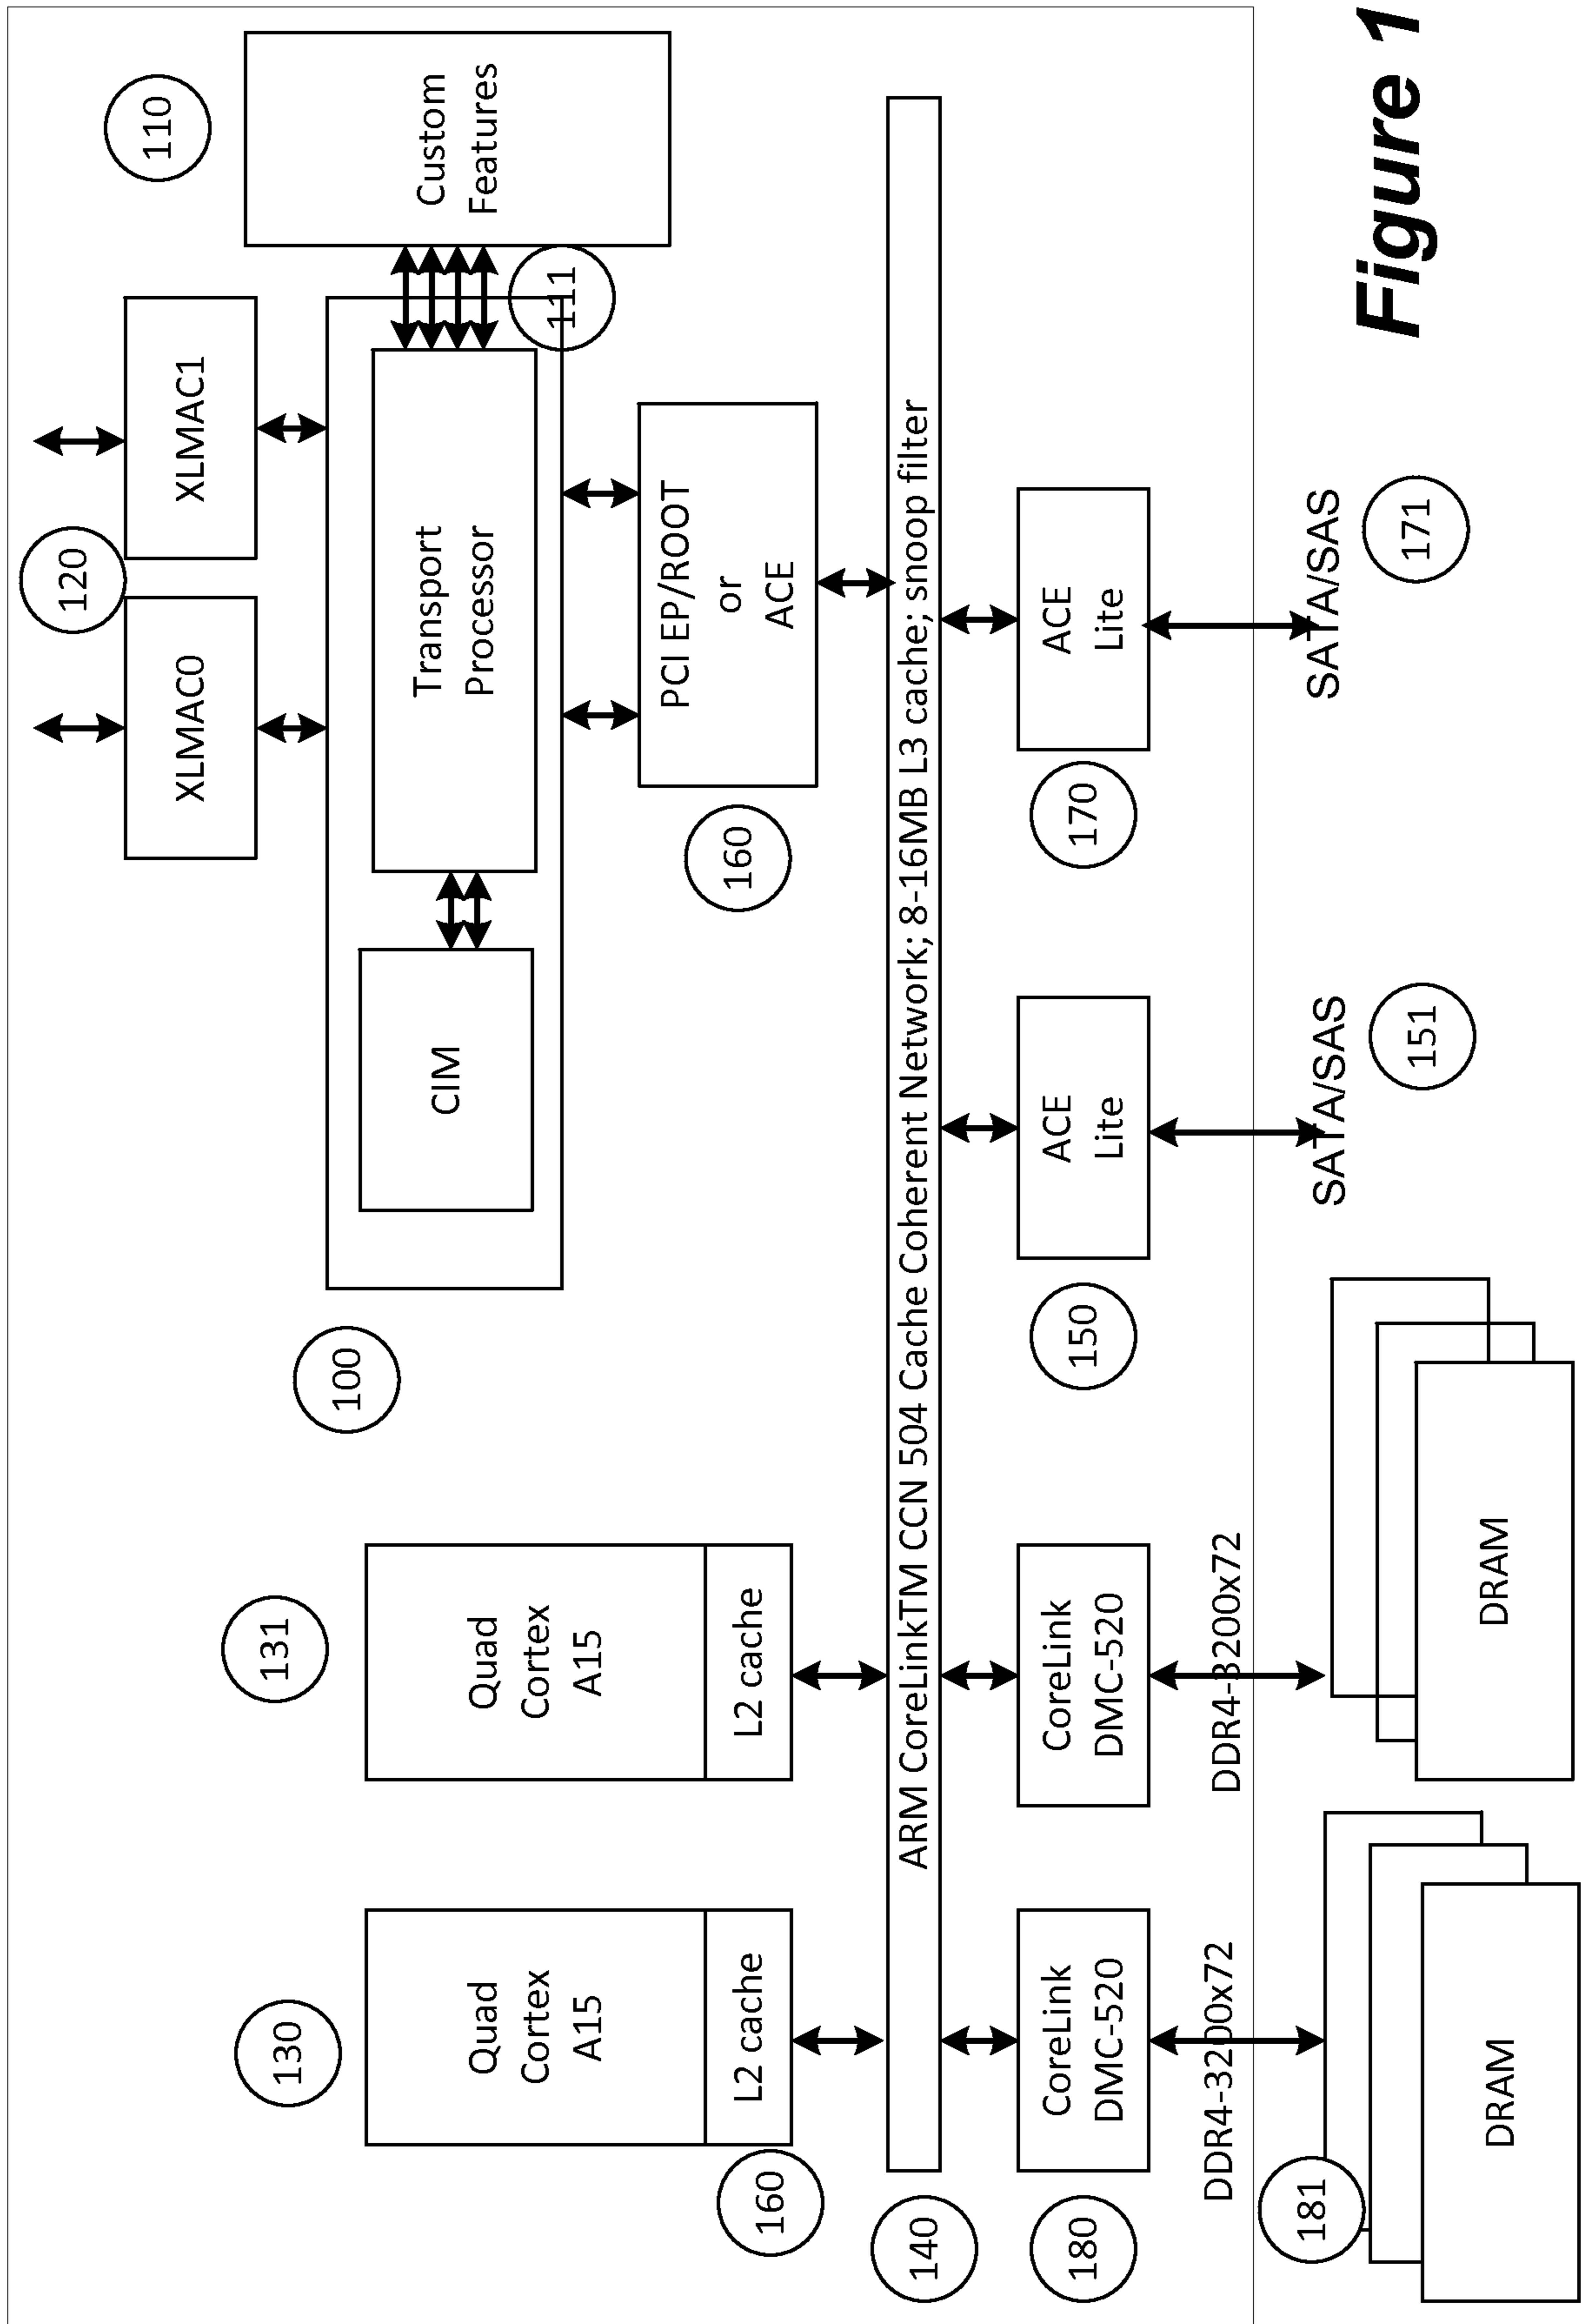 120
110
XLMAC0
XLMAC1
130
131
100
Quad
Cortex
A15
L2 cache
Quad
Cortex
A15
L2 cache
CIM
Transport
Processor
Custom
Features
111
160
160
PCI EP/ROOT
or
ACE
140
ARM CoreLinkTM CCN 504 Cache Coherent Network; 8-16MB L3 cache; snoop filter
180
CoreLink
DMC-520
CoreLink
DMC-520
150
ACE
Lite
170
ACE
Lite
DDR4-3200x72
DDR4-3200x72
181
DRAM
DRAM
SATA/SAS
151
SATA/SAS
171
Figure 1